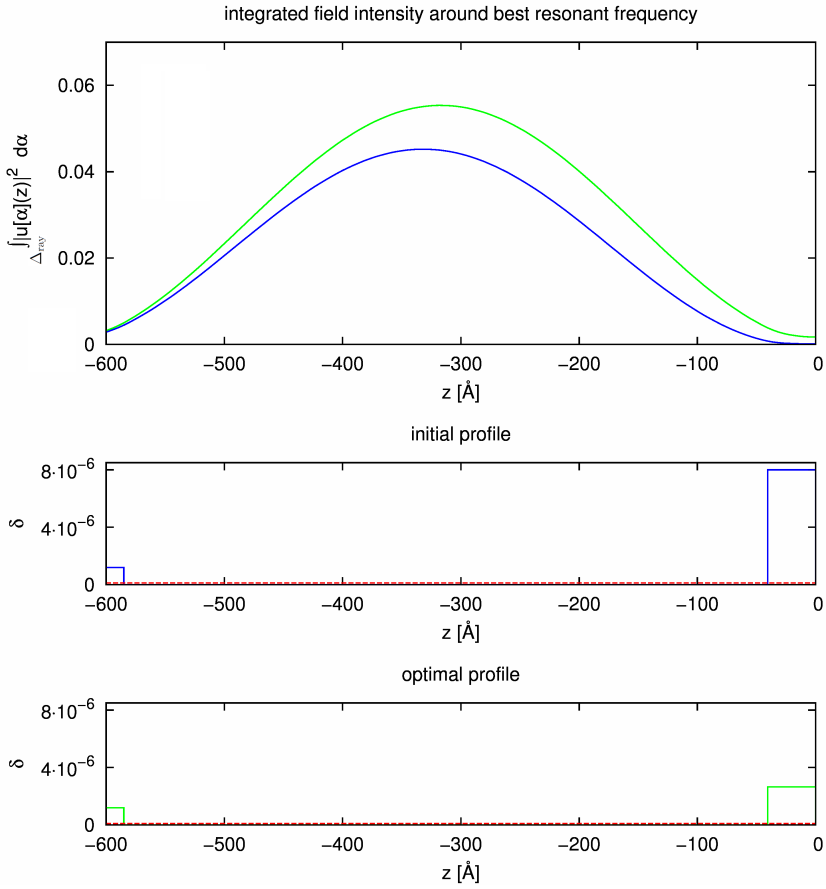 integrated field intensity around best resonant frequency
0.06
0.04
0.02
0
∫|u[α](z)|² dα
Δray
−600 −500 −400 −300 −200 −100 0
z [Å]
initial profile
8·10⁻⁶
4·10⁻⁶
0
δ
−600 −500 −400 −300 −200 −100 0
z [Å]
optimal profile
8·10⁻⁶
4·10⁻⁶
0
δ
−600 −500 −400 −300 −200 −100 0
z [Å]